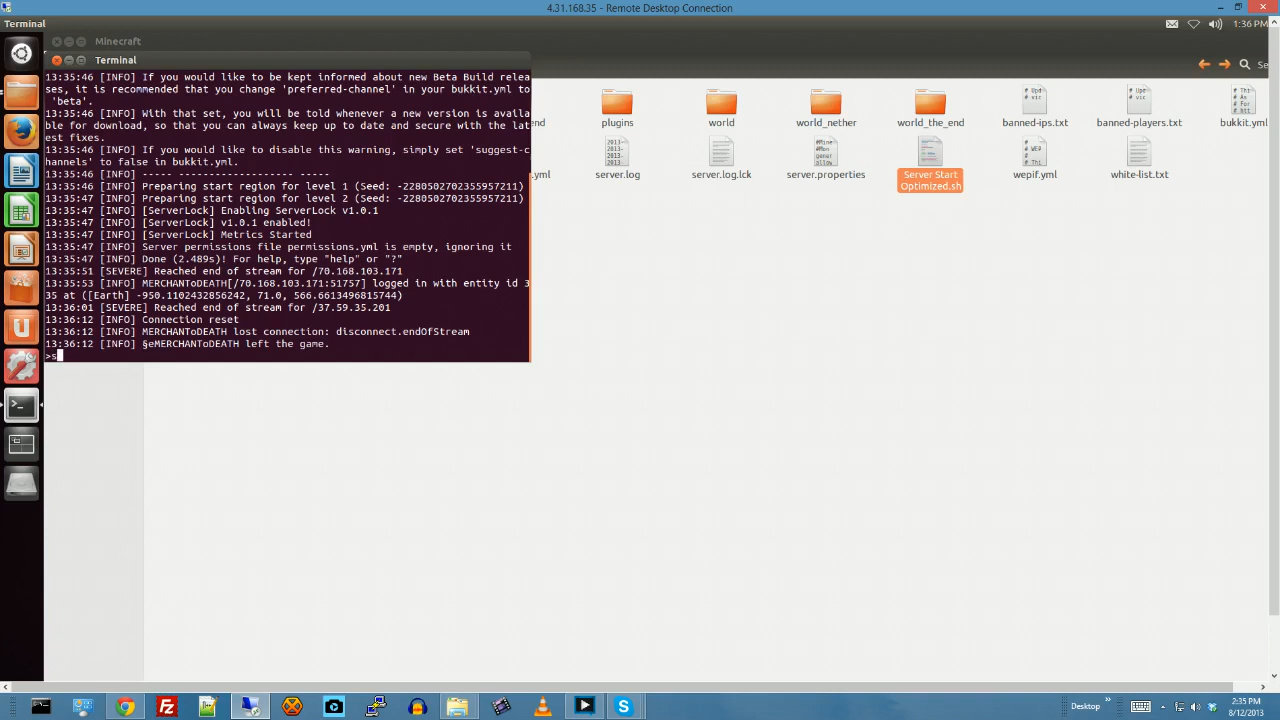 4.31.168.35 - Remote Desktop Connection
Terminal
1:36 PM
Minecraft
Terminal
Se
13:35:46 [INFO] If you would like to be kept informed about new Beta Build relea
ses, it is recommended that you change 'preferred-channel' in your bukkit.yml to
'beta'.
13:35:46 [INFO] With that set, you will be told whenever a new version is availa
ble for download, so that you can always keep up to date and secure with the lat
est fixes.
13:35:46 [INFO] If you would like to disable this warning, simply set 'suggest-c
hannels' to false in bukkit.yml.
13:35:46 [INFO]
13:35:46 [INFO] Preparing start region for level 1 (Seed:
13:35:47 [INFO] Preparing start region for level 2 (Seed:
13:35:47 [INFO] [ServerLock] Enabling ServerLock v1.0.1
13:35:47 [INFO] [ServerLock] v1.0.1 enabled!
13:35:47 [INFO] [ServerLock] Metrics Started
13:35:47 [INFO] Server permissions file permissions.yml is empty, ignoring it
13:35:47 [INFO] Done (2.489s)! For help, type "help" or "?"
13:35:51 [SEVERE] Reached end of stream for /70.168.103.171
13:35:53 [INFO] MERCHANToDEATH[/70.168.103.171:51757] logged in with entity id 3
35 at ([Earth] -950.1102432856242, 71.0, 566.6613496815744)
13:36:01 [SEVERE] Reached end of stream for /37.59.35.201
13:36:12 [INFO] Connection reset
13:36:12 [INFO] MERCHANToDEATH lost connection: disconnect.endOfStream
13:36:12 [INFO] §eMERCHANToDEATH left the game.
>s
end
plugins
world
world_nether
world_the_end
banned-ips.txt
banned-players.txt
bukkit.yml
.yml
server.log
server.log.lck
server.properties
Server Start
Optimized.sh
wepif.yml
white-list.txt
Desktop
2:35 PM
8/12/2013